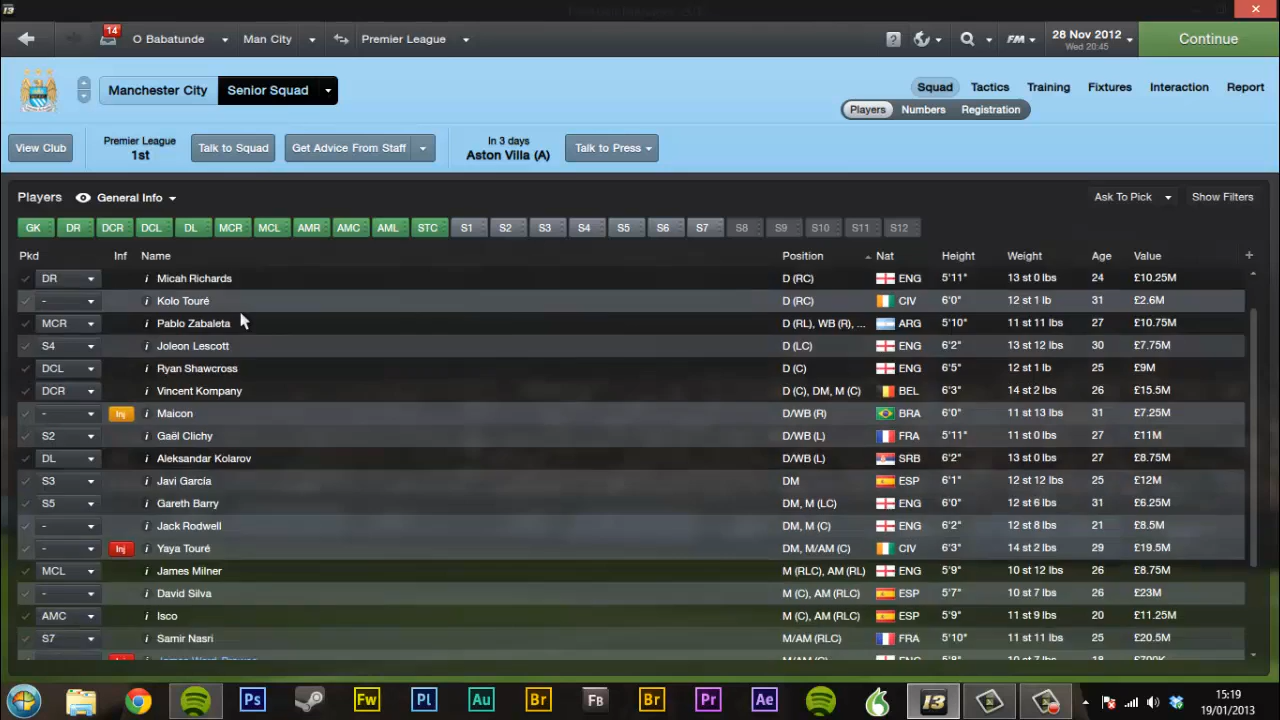 13
14 O Babatunde Man City Premier League ? FM 28 Nov 2012 Wed 20:45 Continue
Manchester City Senior Squad Squad Tactics Training Fixtures Interaction Report
Players Numbers Registration
View Club Premier League 1st Talk to Squad Get Advice From Staff In 3 days Aston Villa (A) Talk to Press
Players General Info Ask To Pick Show Filters
GK DR DCR DCL DL MCR MCL AMR AMC AML STC S1 S2 S3 S4 S5 S6 S7 S8 S9 S10 S11 S12
Pkd Inf Name Position Nat Height Weight Age Value +
DR i Micah Richards D (RC) ENG 5'11" 13 st 0 lbs 24 £10.25M
- i Kolo Touré D (RC) CIV 6'0" 12 st 1 lb 31 £2.6M
MCR i Pablo Zabaleta D (RL), WB (R), ... ARG 5'10" 11 st 11 lbs 27 £10.75M
S4 i Joleon Lescott D (LC) ENG 6'2" 13 st 12 lbs 30 £7.75M
DCL i Ryan Shawcross D (C) ENG 6'5" 12 st 1 lb 25 £9M
DCR i Vincent Kompany D (C), DM, M (C) BEL 6'3" 14 st 2 lbs 26 £15.5M
- Inj i Maicon D/WB (R) BRA 6'0" 11 st 13 lbs 31 £7.25M
S2 i Gaël Clichy D/WB (L) FRA 5'11" 11 st 0 lbs 27 £11M
DL i Aleksandar Kolarov D/WB (L) SRB 6'2" 13 st 0 lbs 27 £8.75M
S3 i Javi García DM ESP 6'1" 12 st 12 lbs 25 £12M
S5 i Gareth Barry DM, M (LC) ENG 6'0" 12 st 6 lbs 31 £6.25M
- i Jack Rodwell DM, M (C) ENG 6'2" 12 st 8 lbs 21 £8.5M
- Inj i Yaya Touré DM, M/AM (C) CIV 6'3" 14 st 2 lbs 29 £19.5M
MCL i James Milner M (RLC), AM (RL) ENG 5'9" 10 st 12 lbs 26 £8.75M
- i David Silva M (C), AM (RLC) ESP 5'7" 10 st 7 lbs 26 £23M
AMC i Isco M (C), AM (RLC) ESP 5'9" 11 st 9 lbs 20 £11.25M
S7 i Samir Nasri M/AM (RLC) FRA 5'10" 11 st 11 lbs 25 £20.5M
Ps Fw Pl Au Br FB Br Pr Ae 13 15:19
19/01/2013